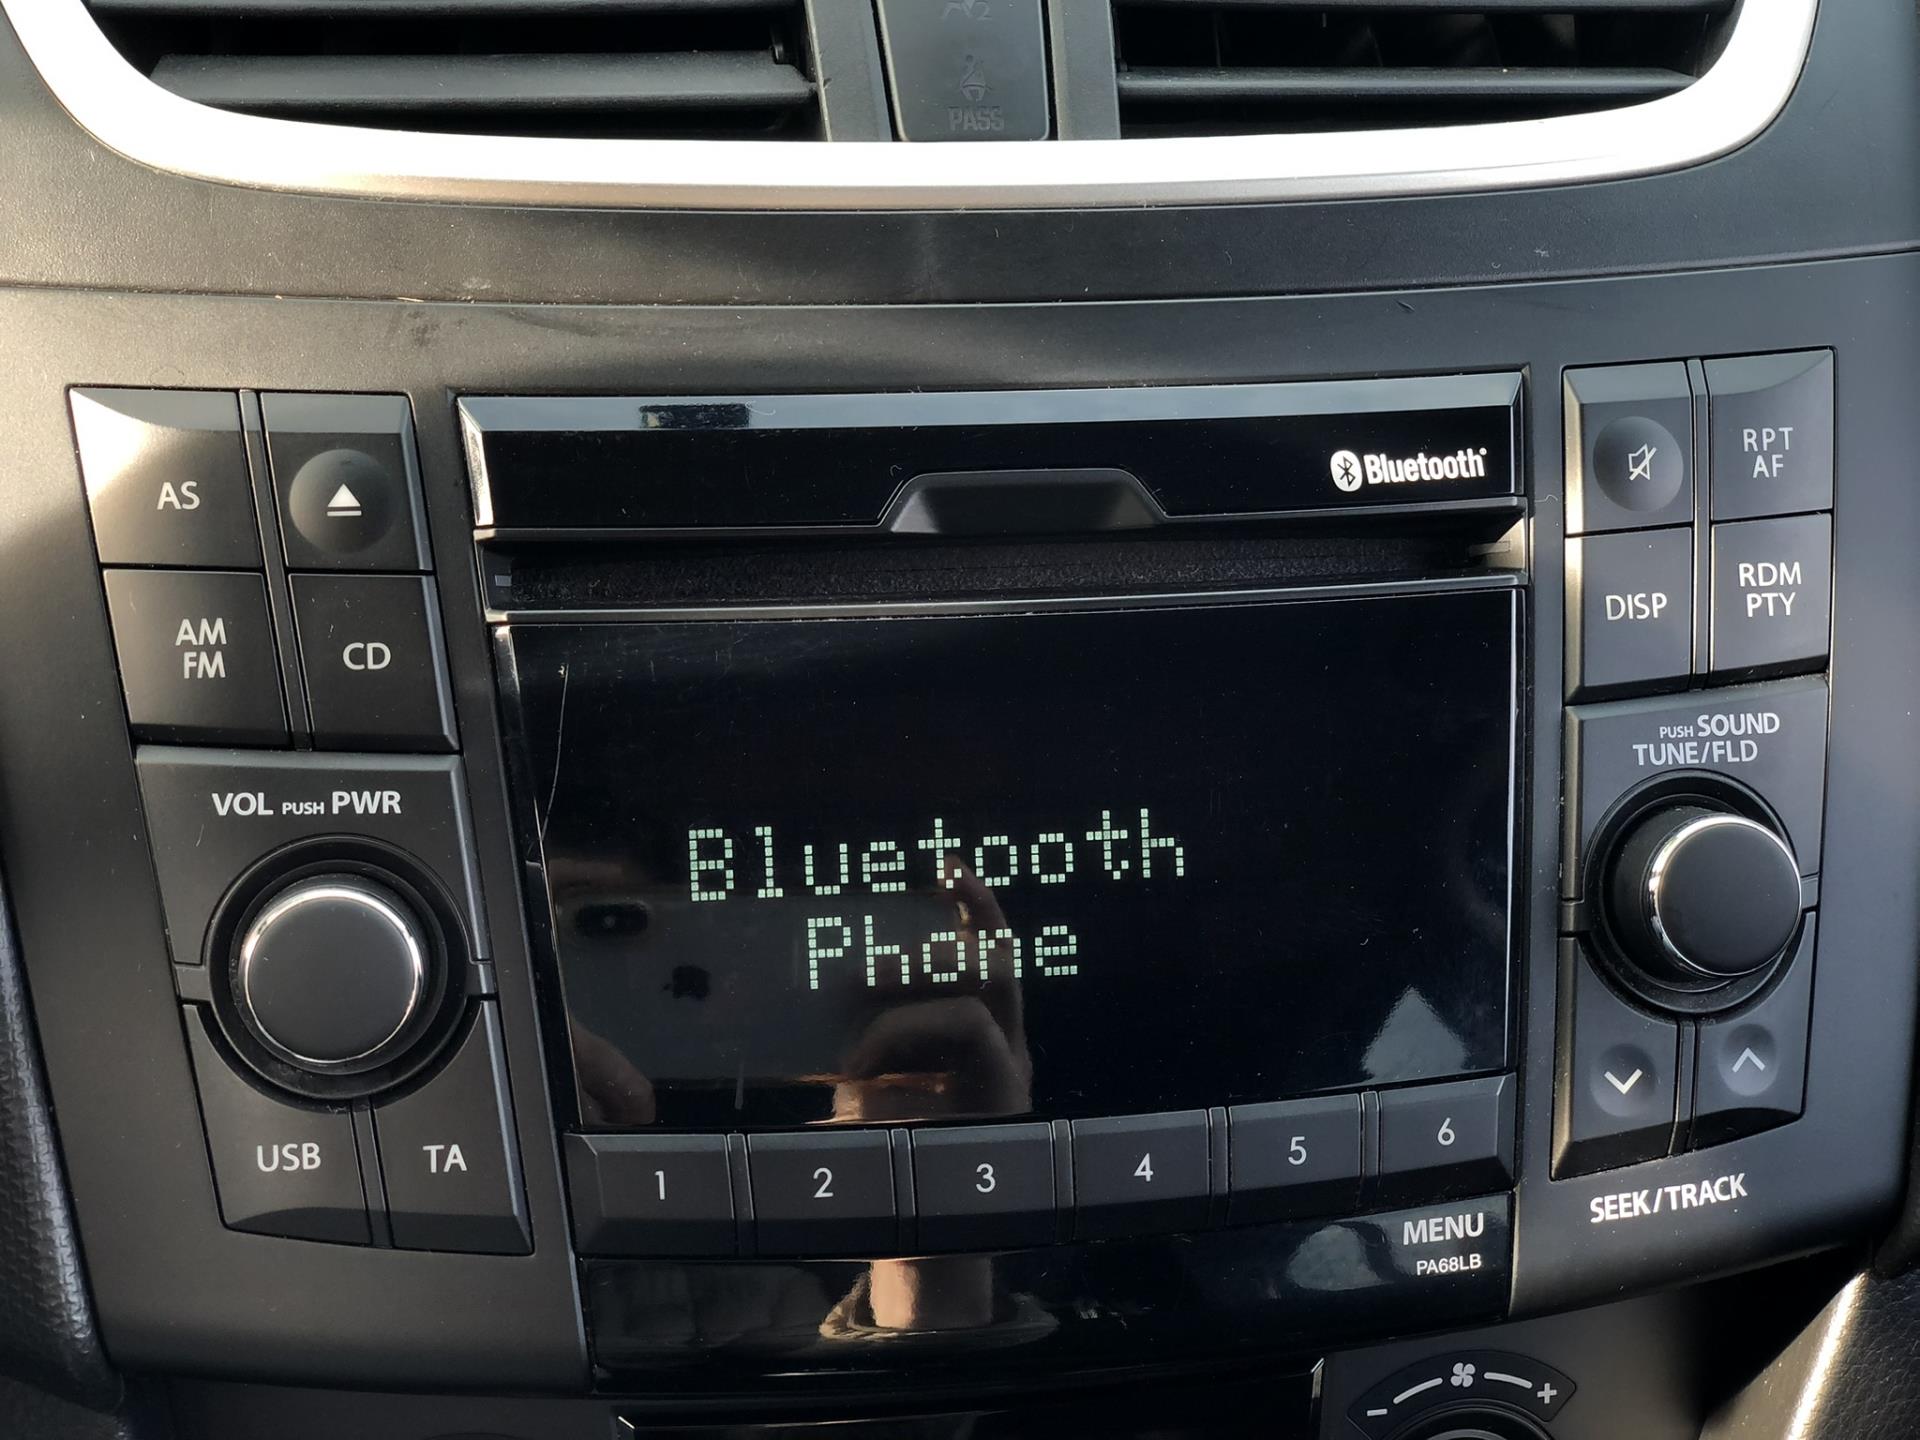 PASS
Bluetooth
AS
AM
FM
CD
VOL PUSH PWR
USB
TA
Bluetooth
Phone
1
2
3
4
5
6
MENU
PA68LB
RPT
AF
DISP
RDM
PTY
PUSH SOUND
TUNE/FLD
SEEK/TRACK
- +